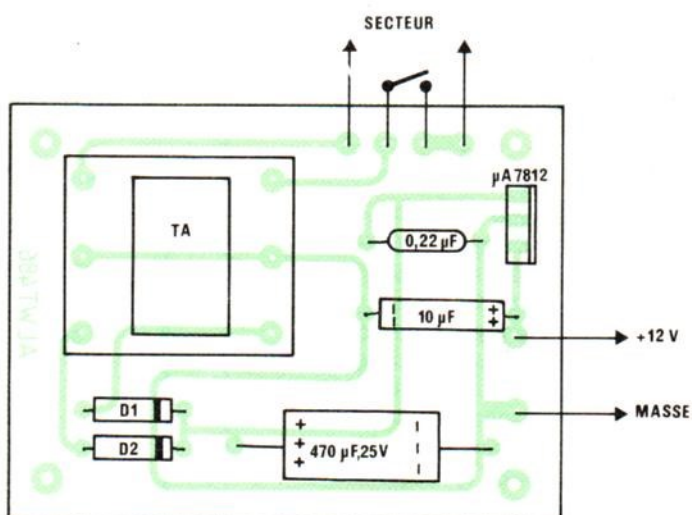 SECTEUR
µA 7812
TA
0,22 µF
10 µF
+12 V
D1
MASSE
D2
470 µF, 25V